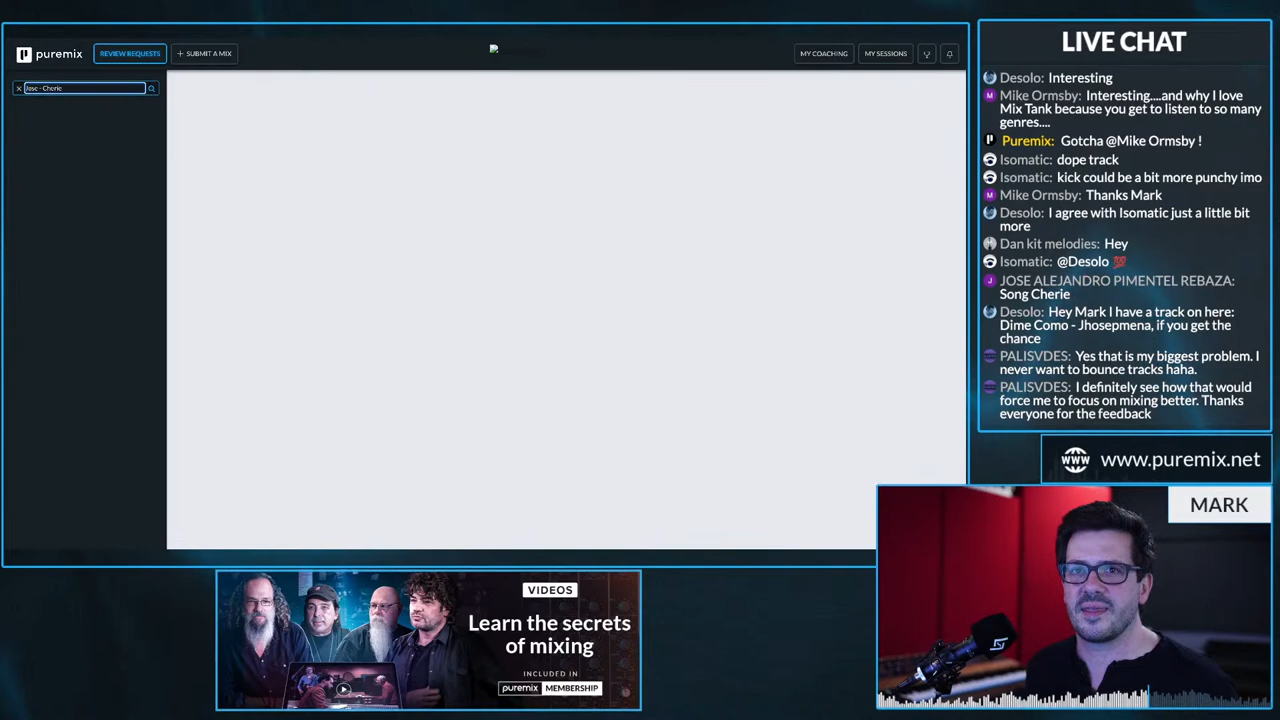 puremix
REVIEW REQUESTS
+ SUBMIT A MIX
MY COACHING
MY SESSIONS
Jose - Cherie
LIVE CHAT
Desolo: Interesting
Mike Ormsby: Interesting....and why I love
Mix Tank because you get to listen to so many
genres....
Puremix: Gotcha @Mike Ormsby !
Isomatic: dope track
Isomatic: kick could be a bit more punchy imo
Mike Ormsby: Thanks Mark
Desolo: I agree with Isomatic just a little bit
more
Dan kit melodies: Hey
Isomatic: @Desolo 💯
JOSE ALEJANDRO PIMENTEL REBAZA:
Song Cherie
Desolo: Hey Mark I have a track on here:
Dime Como - Jhosepmena, if you get the
chance
PALISVDES: Yes that is my biggest problem. I
never want to bounce tracks haha.
PALISVDES: I definitely see how that would
force me to focus on mixing better. Thanks
everyone for the feedback
WWW
www.puremix.net
MARK
VIDEOS
Learn the secrets
of mixing
INCLUDED IN
puremix MEMBERSHIP